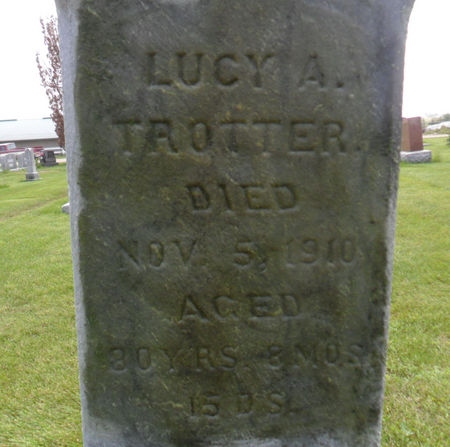 LUCY A.
TROTTER.
DIED
NOV. 5, 1910
AGED
80 YRS. 8 MOS.
15 DS.